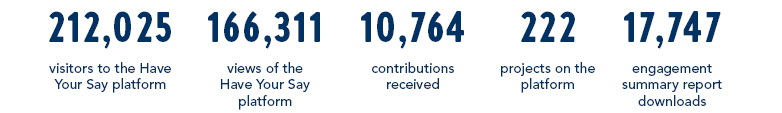 212,025
visitors to the Have
Your Say platform
166,311
views of the
Have Your Say
platform
10,764
contributions
received
222
projects on the
platform
17,747
engagement
summary report
downloads